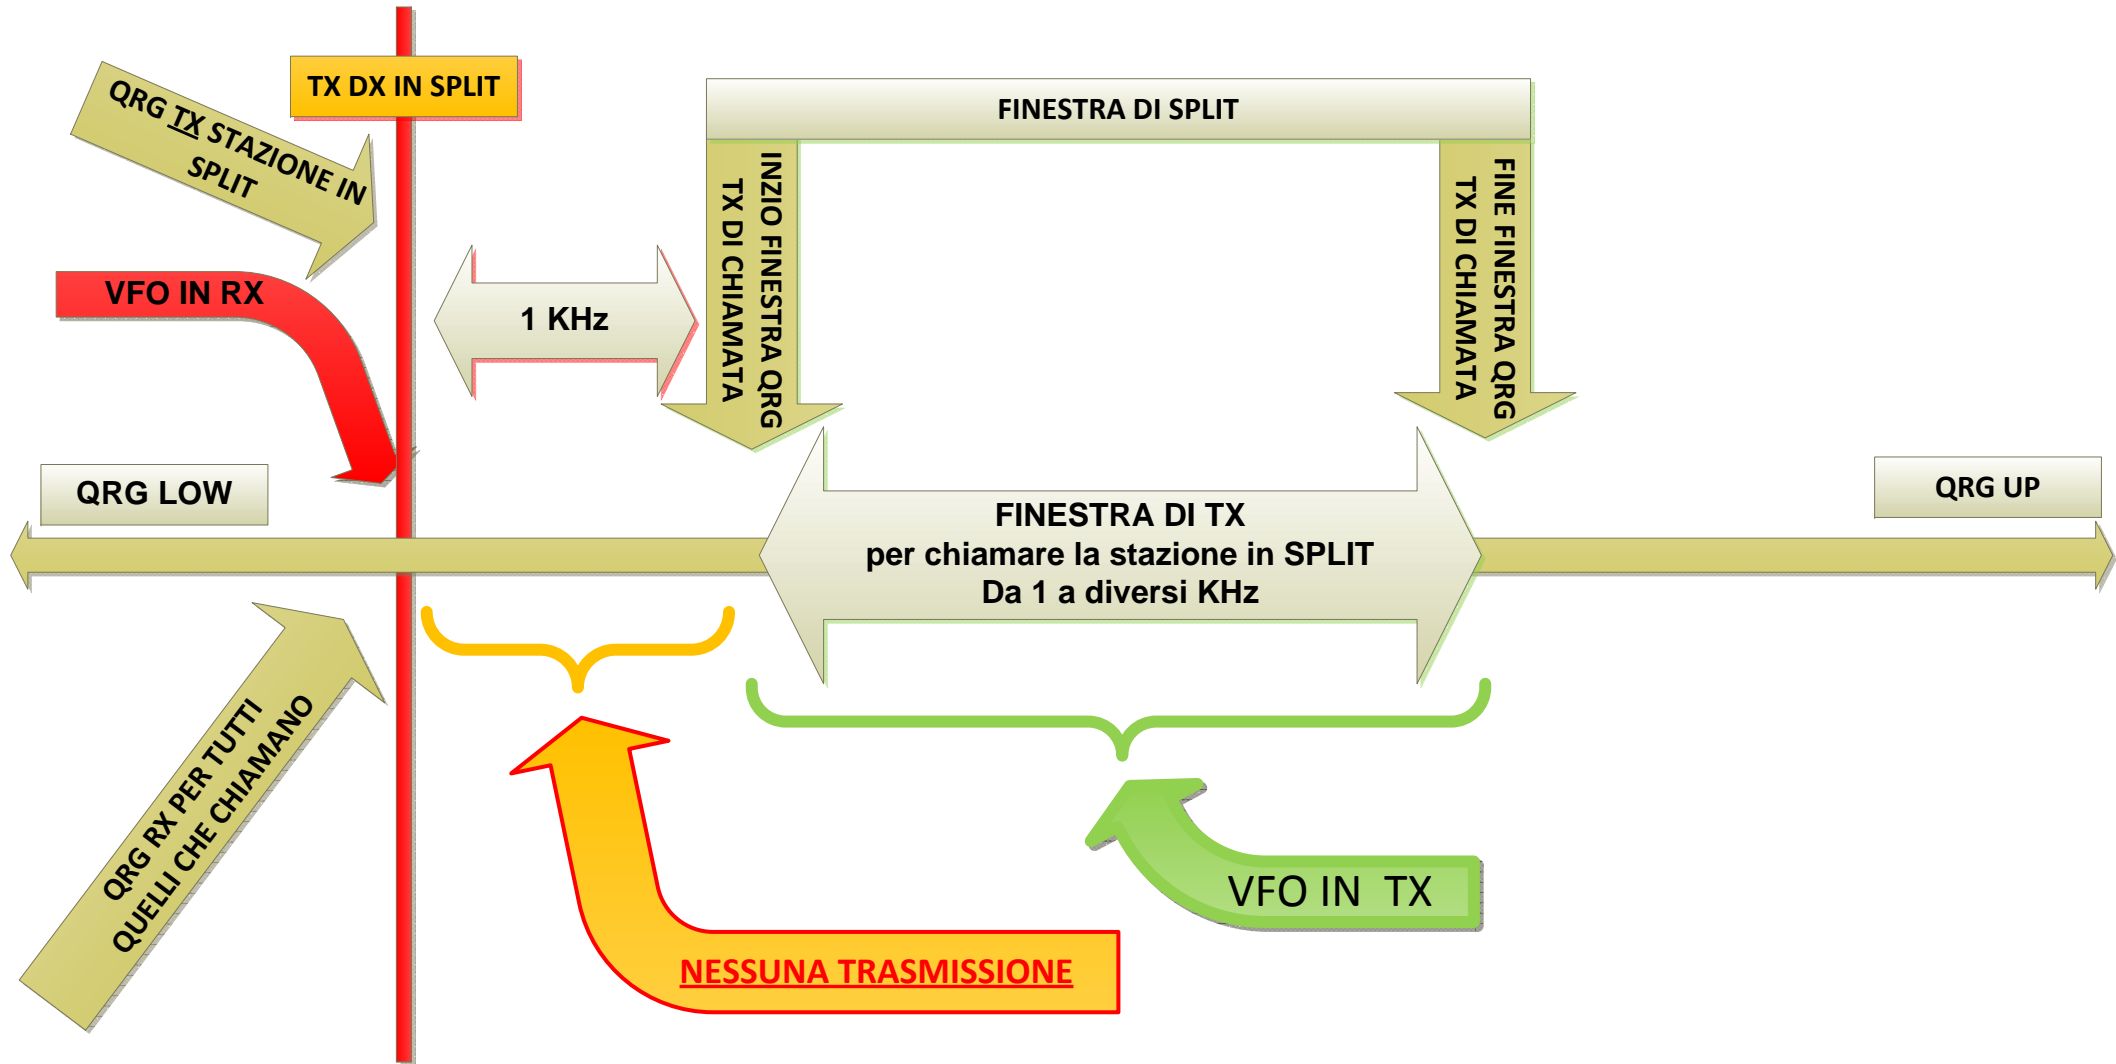 TX DX IN SPLIT
QRG TX STAZIONE IN
SPLIT
FINESTRA DI SPLIT
INZIO FINESTRA QRG
TX DI CHIAMATA
FINE FINESTRA QRG
TX DI CHIAMATA
VFO IN RX
1 KHz
QRG LOW
QRG UP
FINESTRA DI TX
per chiamare la stazione in SPLIT
Da 1 a diversi KHz
QRG RX PER TUTTI
QUELLI CHE CHIAMANO
VFO IN  TX
NESSUNA TRASMISSIONE